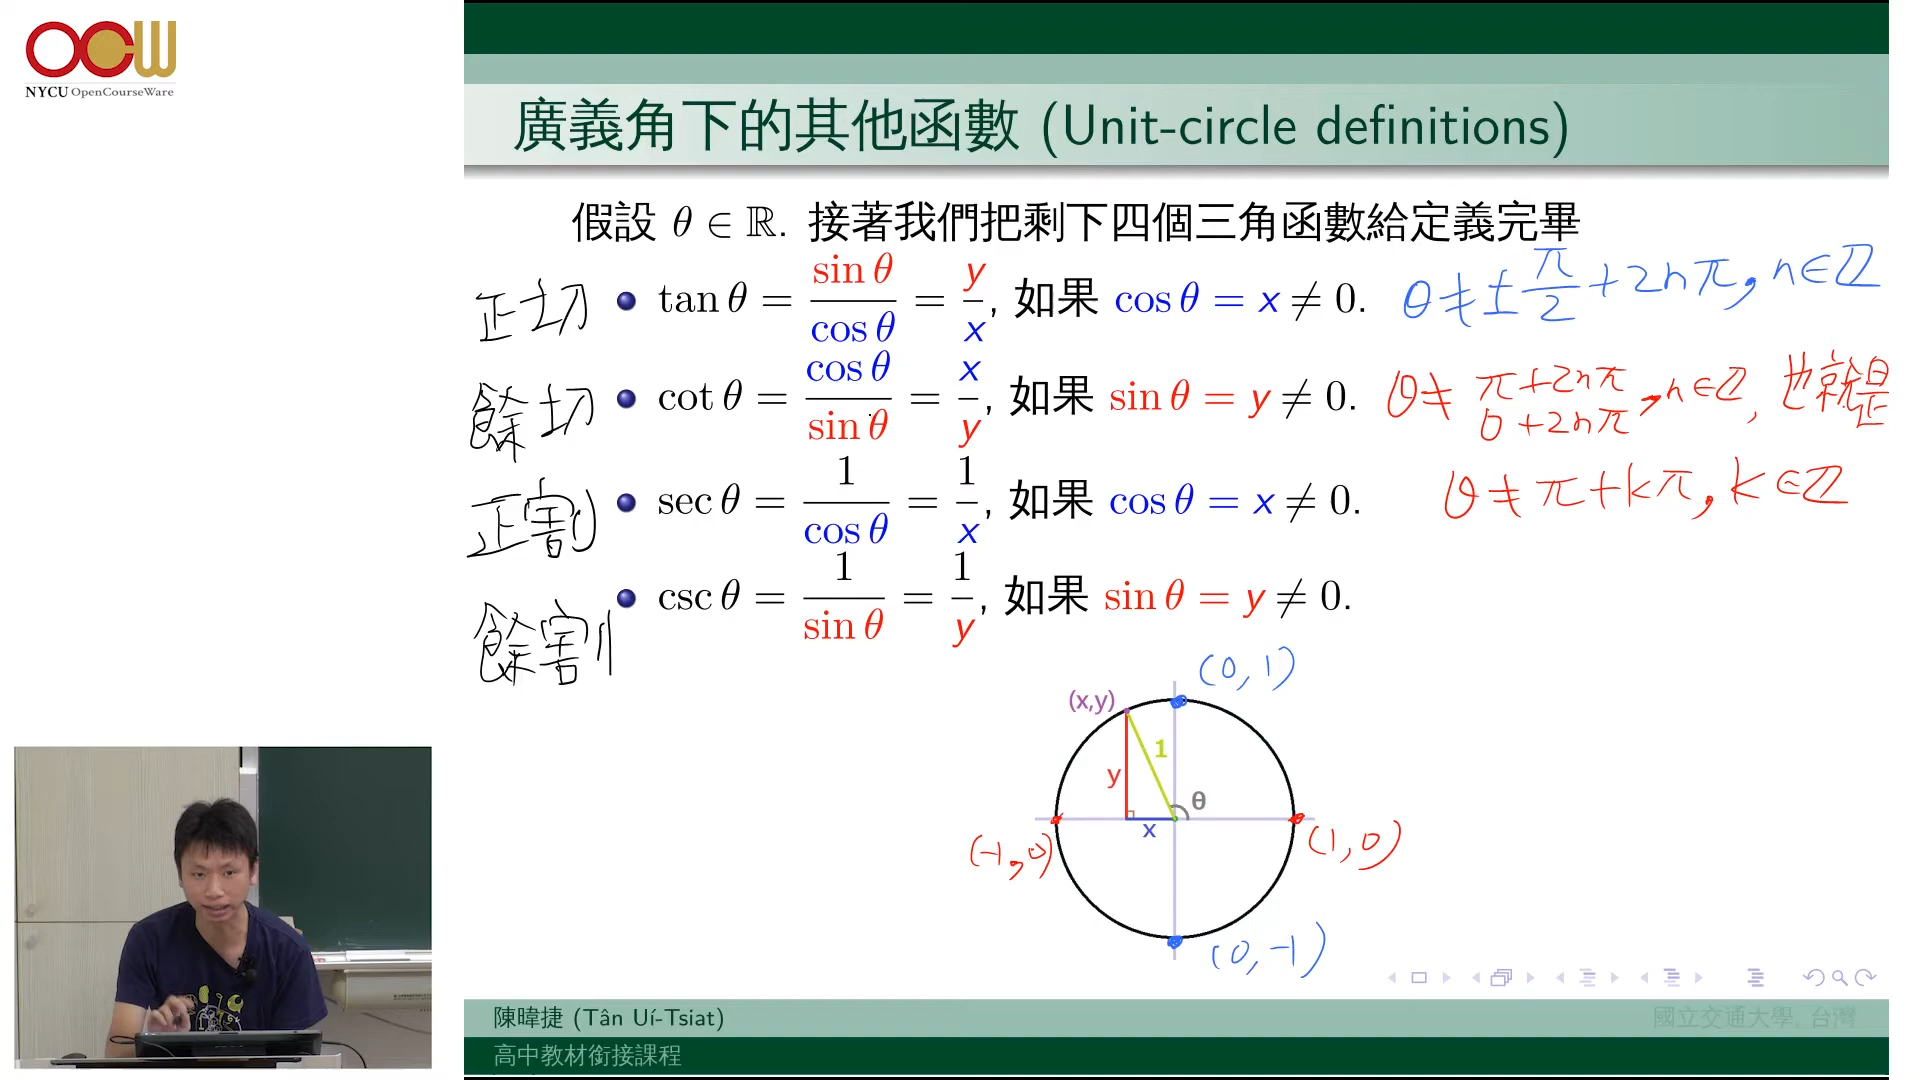 OCW
NYCU OpenCourseWare
廣義角下的其他函數 (Unit-circle definitions)
假設 θ ∈ ℝ. 接著我們把剩下四個三角函數給定義完畢
正切 • tan θ = sin θ / cos θ = y / x, 如果 cos θ = x ≠ 0. θ ≠ ± π/2 + 2nπ, n ∈ ℤ
餘切 • cot θ = cos θ / sin θ = x / y, 如果 sin θ = y ≠ 0. θ ≠ π + 2nπ
0 + 2nπ, n ∈ ℤ, 也就是
正割 • sec θ = 1 / cos θ = 1 / x, 如果 cos θ = x ≠ 0. θ ≠ π + kπ, k ∈ ℤ
餘割 • csc θ = 1 / sin θ = 1 / y, 如果 sin θ = y ≠ 0.
(0, 1)
(x,y)
1
y
θ
x
(-1, 0)
(1, 0)
(0, -1)
陳暐捷 (Tân Uí-Tsiat)
國立交通大學, 台灣
高中教材銜接課程